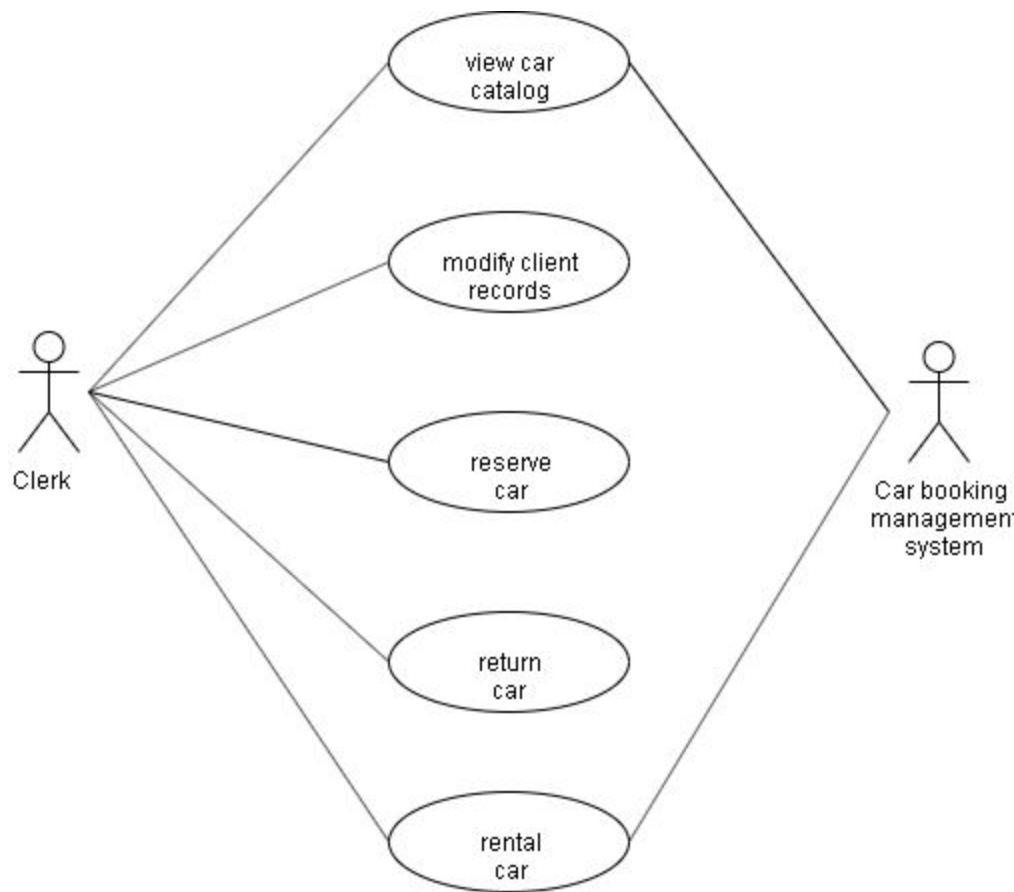 view car
catalog
modify client
records
reserve
car
Clerk
Car booking
management
system
return
car
rental
car